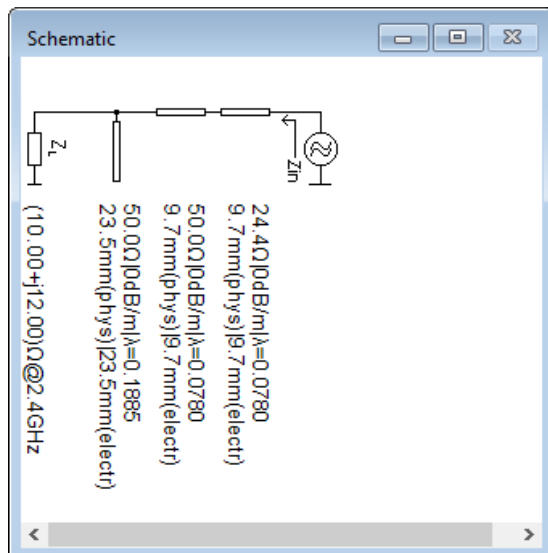 Schematic
Z_L
Zin
(10.00+j12.00)Ω@2.4GHz
50.0Ω|0dB/m|λ=0.1885
23.5mm(phys)|23.5mm(electr)
50.0Ω|0dB/m|λ=0.0780
9.7mm(phys)|9.7mm(electr)
24.4Ω|0dB/m|λ=0.0780
9.7mm(phys)|9.7mm(electr)